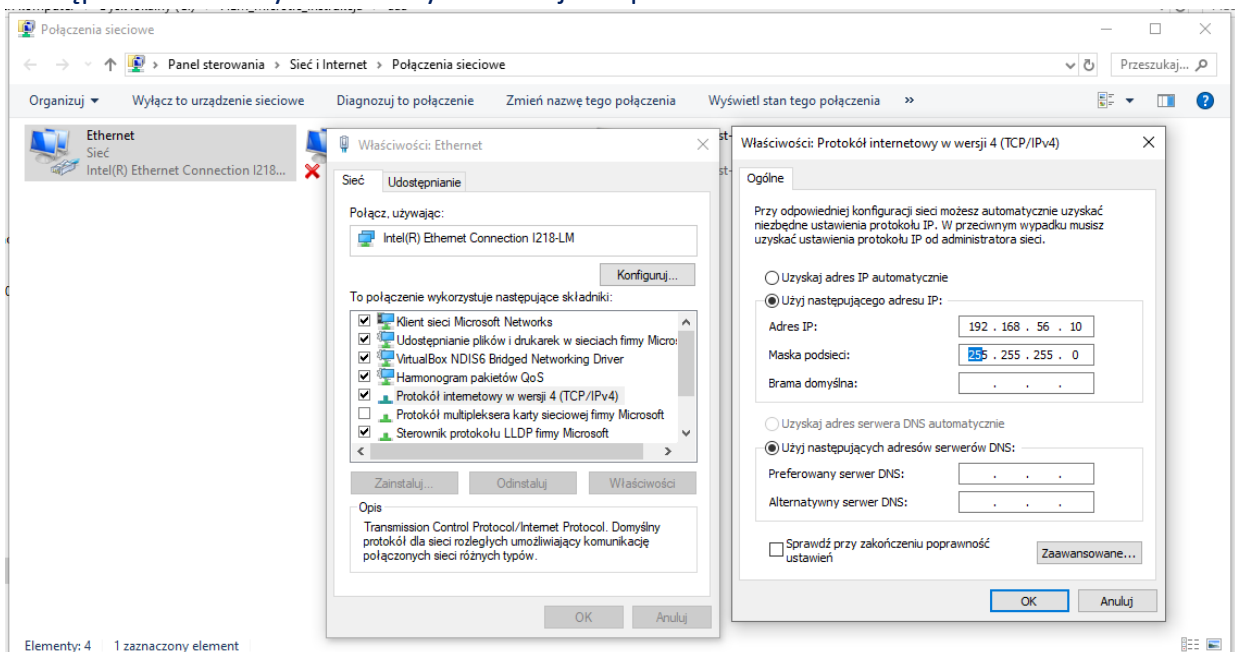 Połączenia sieciowe
Panel sterowania › Sieć i Internet › Połączenia sieciowe
Przeszukaj...
Organizuj
Wyłącz to urządzenie sieciowe
Diagnozuj to połączenie
Zmień nazwę tego połączenia
Wyświetl stan tego połączenia
»
Ethernet
Sieć
Intel(R) Ethernet Connection I218...
Właściwości: Ethernet
Sieć
Udostępnianie
Połącz, używając:
Intel(R) Ethernet Connection I218-LM
Konfiguruj...
To połączenie wykorzystuje następujące składniki:
Klient sieci Microsoft Networks
Udostępnianie plików i drukarek w sieciach firmy Micro
VirtualBox NDIS6 Bridged Networking Driver
Harmonogram pakietów QoS
Protokół internetowy w wersji 4 (TCP/IPv4)
Protokół multipleksera karty sieciowej firmy Microsoft
Sterownik protokołu LLDP firmy Microsoft
Zainstaluj...
Odinstaluj
Właściwości
Opis
Transmission Control Protocol/Internet Protocol. Domyślny
protokół dla sieci rozległych umożliwiający komunikację
połączonych sieci różnych typów.
OK
Anuluj
Właściwości: Protokół internetowy w wersji 4 (TCP/IPv4)
Ogólne
Przy odpowiedniej konfiguracji sieci możesz automatycznie uzyskać
niezbędne ustawienia protokołu IP. W przeciwnym wypadku musisz
uzyskać ustawienia protokołu IP od administratora sieci.
Uzyskaj adres IP automatycznie
Użyj następującego adresu IP:
Adres IP: 192 . 168 . 56 . 10
Maska podsieci: 255 . 255 . 255 . 0
Brama domyślna: . . .
Uzyskaj adres serwera DNS automatycznie
Użyj następujących adresów serwerów DNS:
Preferowany serwer DNS: . . .
Alternatywny serwer DNS: . . .
Sprawdź przy zakończeniu poprawność
ustawień
Zaawansowane...
OK
Anuluj
Elementy: 4
1 zaznaczony element